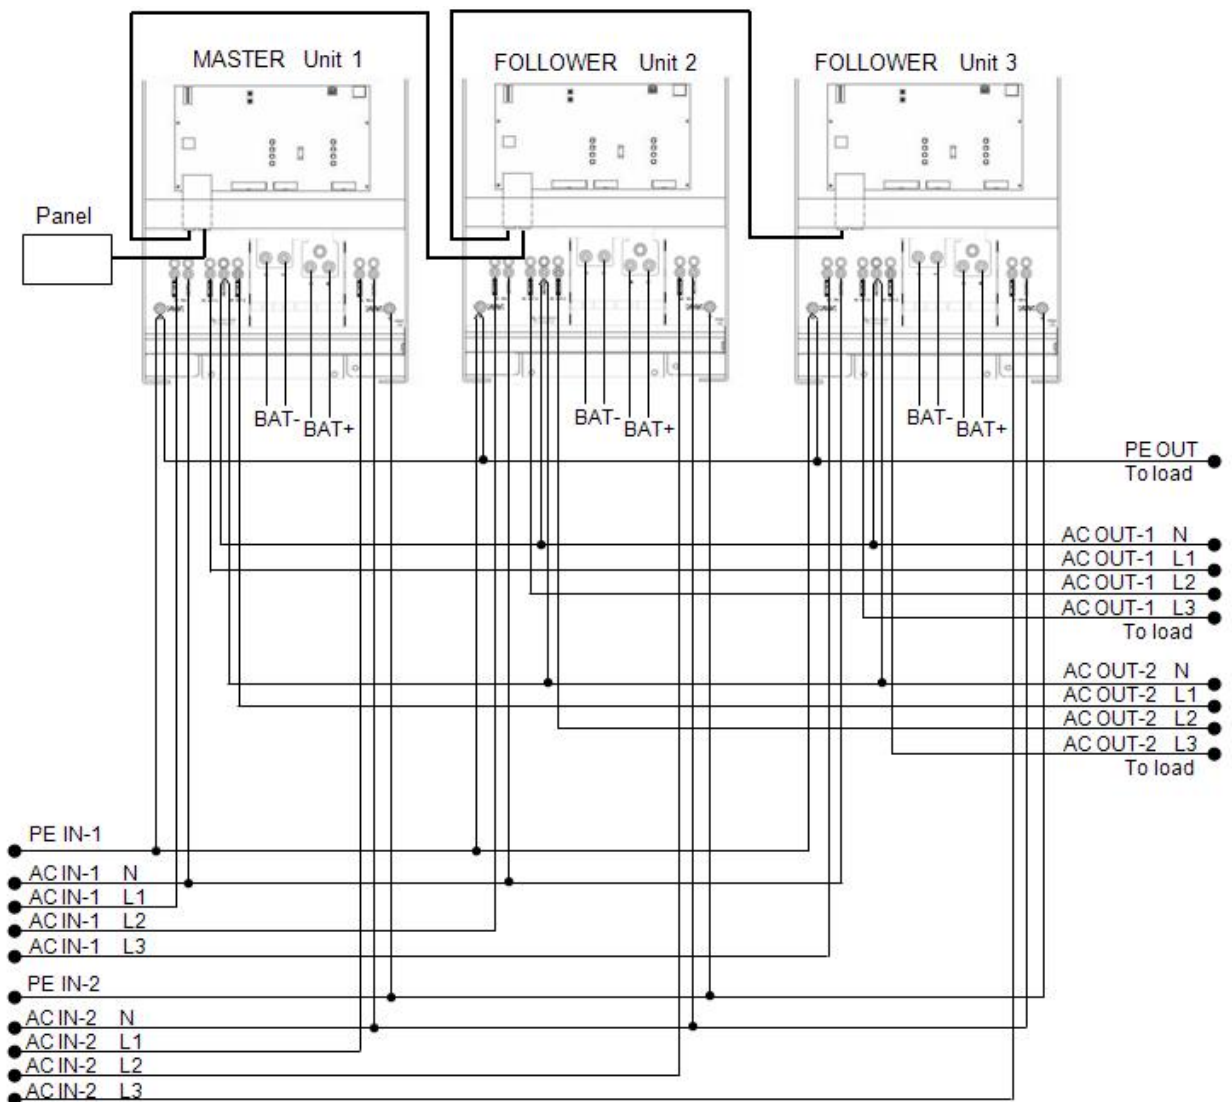 MASTER Unit 1
FOLLOWER Unit 2
FOLLOWER Unit 3
Panel
BAT-
BAT+
BAT-
BAT+
BAT-
BAT+
PE OUT
To load
AC OUT-1 N
AC OUT-1 L1
AC OUT-1 L2
AC OUT-1 L3
To load
AC OUT-2 N
AC OUT-2 L1
AC OUT-2 L2
AC OUT-2 L3
To load
PE IN-1
AC IN-1 N
AC IN-1 L1
AC IN-1 L2
AC IN-1 L3
PE IN-2
AC IN-2 N
AC IN-2 L1
AC IN-2 L2
AC IN-2 L3